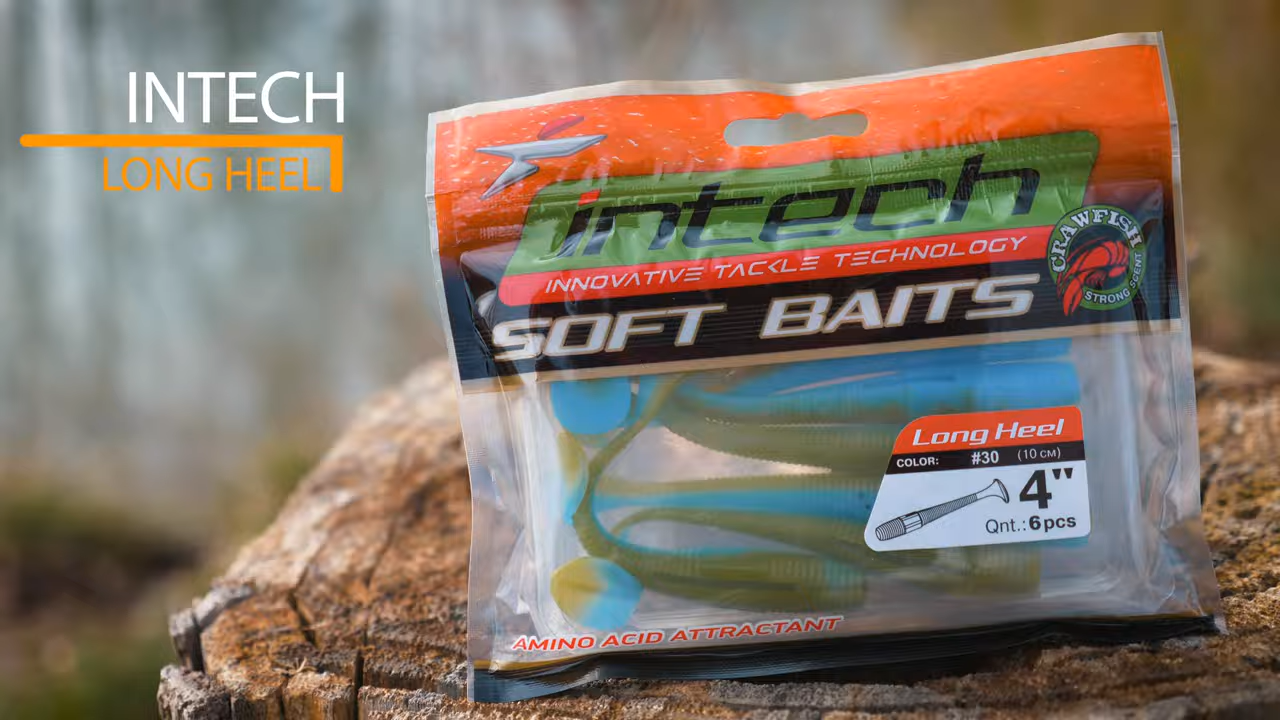 INTECH
LONG HEEL
intech
INNOVATIVE TACKLE TECHNOLOGY
SOFT BAITS
CRAWFISH
STRONG SCENT
Long Heel
COLOR: #30 (10 CM)
4"
Qnt.: 6 pcs
AMINO ACID ATTRACTANT